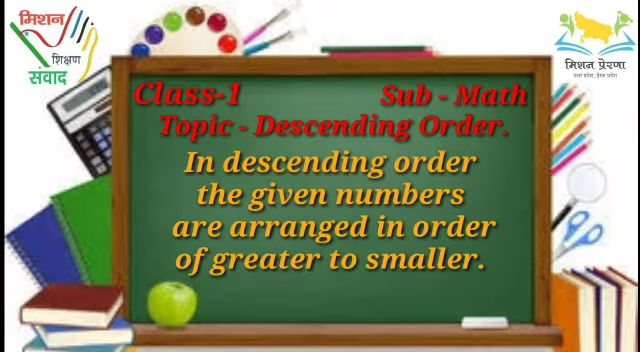 मिशन
शिक्षण
संवाद
मिशन प्रेरणा
Class-1 Sub - Math
Topic - Descending Order.
In descending order
the given numbers
are arranged in order
of greater to smaller.